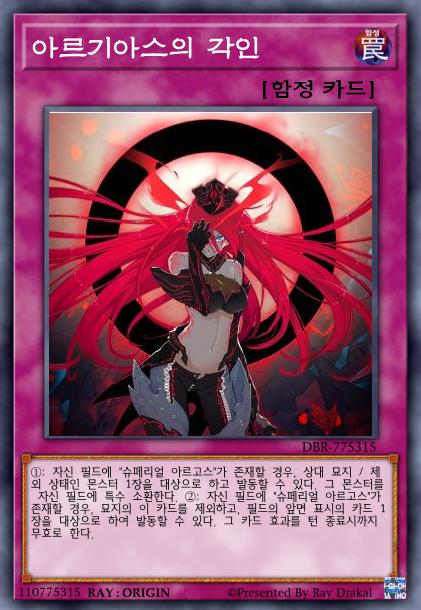 아르기아스의 각인
함정
罠
[함정 카드]
DBR-775315
①: 자신 필드에 "슈페리얼 아르고스"가 존재할 경우, 상대 묘지 / 제
외 상태인 몬스터 1장을 대상으로 하고 발동할 수 있다. 그 몬스터를
자신 필드에 특수 소환한다. ②: 자신 필드에 "슈페리얼 아르고스"가
존재할 경우, 묘지의 이 카드를 제외하고, 필드의 앞면 표시의 카드 1
장을 대상으로 하여 발동할 수 있다. 그 카드 효과를 턴 종료시까지
무효로 한다.
110775315 RAY : ORIGIN ©Presented By Ray Drakal